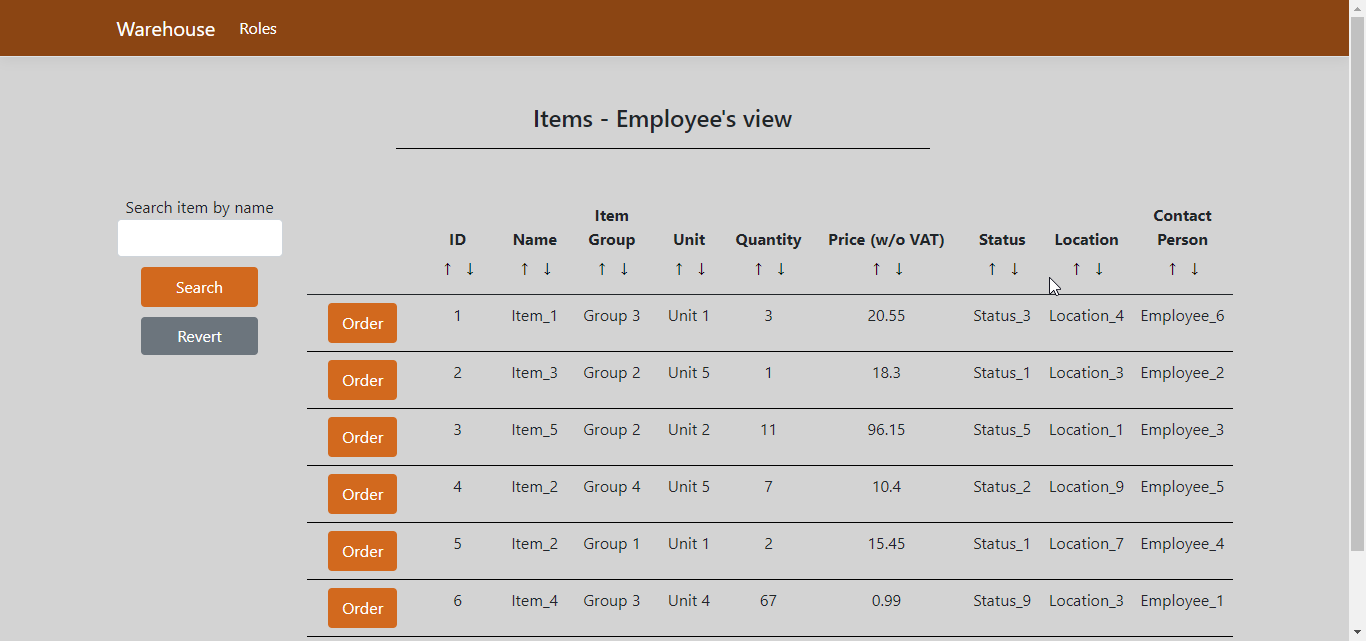 Warehouse Roles
Items - Employee's view
Search item by name
Search
Revert
ID Name Item Group Unit Quantity Price (w/o VAT) Status Location Contact Person
↑ ↓ ↑ ↓ ↑ ↓ ↑ ↓ ↑ ↓ ↑ ↓ ↑ ↓ ↑ ↓ ↑ ↓
Order 1 Item_1 Group 3 Unit 1 3 20.55 Status_3 Location_4 Employee_6
Order 2 Item_3 Group 2 Unit 5 1 18.3 Status_1 Location_3 Employee_2
Order 3 Item_5 Group 2 Unit 2 11 96.15 Status_5 Location_1 Employee_3
Order 4 Item_2 Group 4 Unit 5 7 10.4 Status_2 Location_9 Employee_5
Order 5 Item_2 Group 1 Unit 1 2 15.45 Status_1 Location_7 Employee_4
Order 6 Item_4 Group 3 Unit 4 67 0.99 Status_9 Location_3 Employee_1